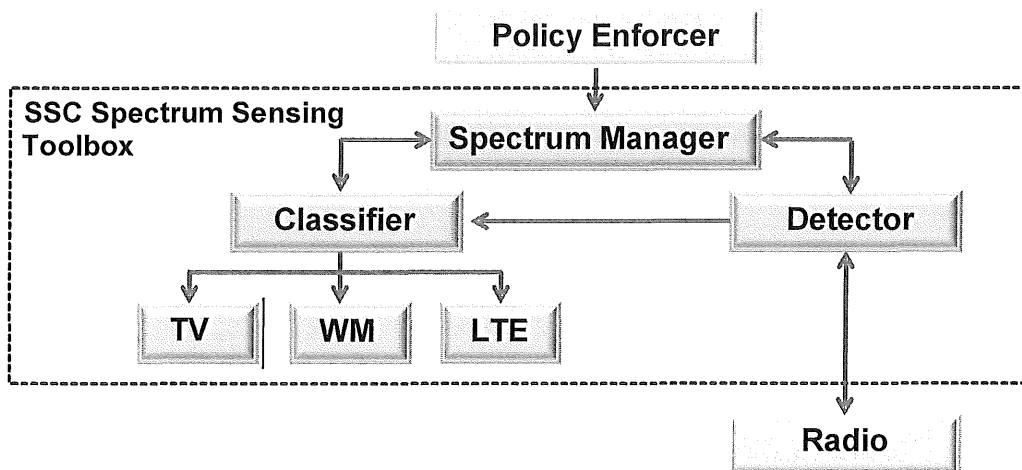 Policy Enforcer
SSC Spectrum Sensing
Toolbox
Spectrum Manager
Classifier
Detector
TV
WM
LTE
Radio